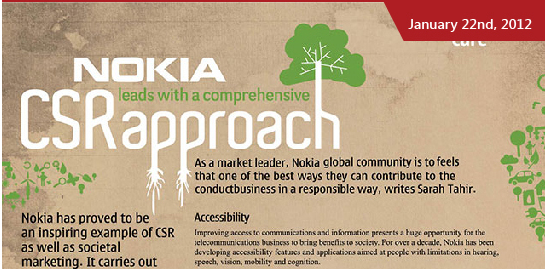 January 22nd, 2012
care
NOKIA
leads with a comprehensive
CSR approach
As a market leader, Nokia global community is to feels
that one of the best ways they can contribute to the
conductbusiness in a responsible way, writes Sarah Tahir.
Nokia has proved to be
an inspiring example of CSR
as well as societal
marketing. It carries out
Accessibility
Improving access to communications and information presents a huge opportunity for the
telecommunications business to bring benefits to society. For over a decade, Nokia has been
developing accessibility features and applications aimed at people with limitations in hearing,
speech, vision, mobility and cognition.